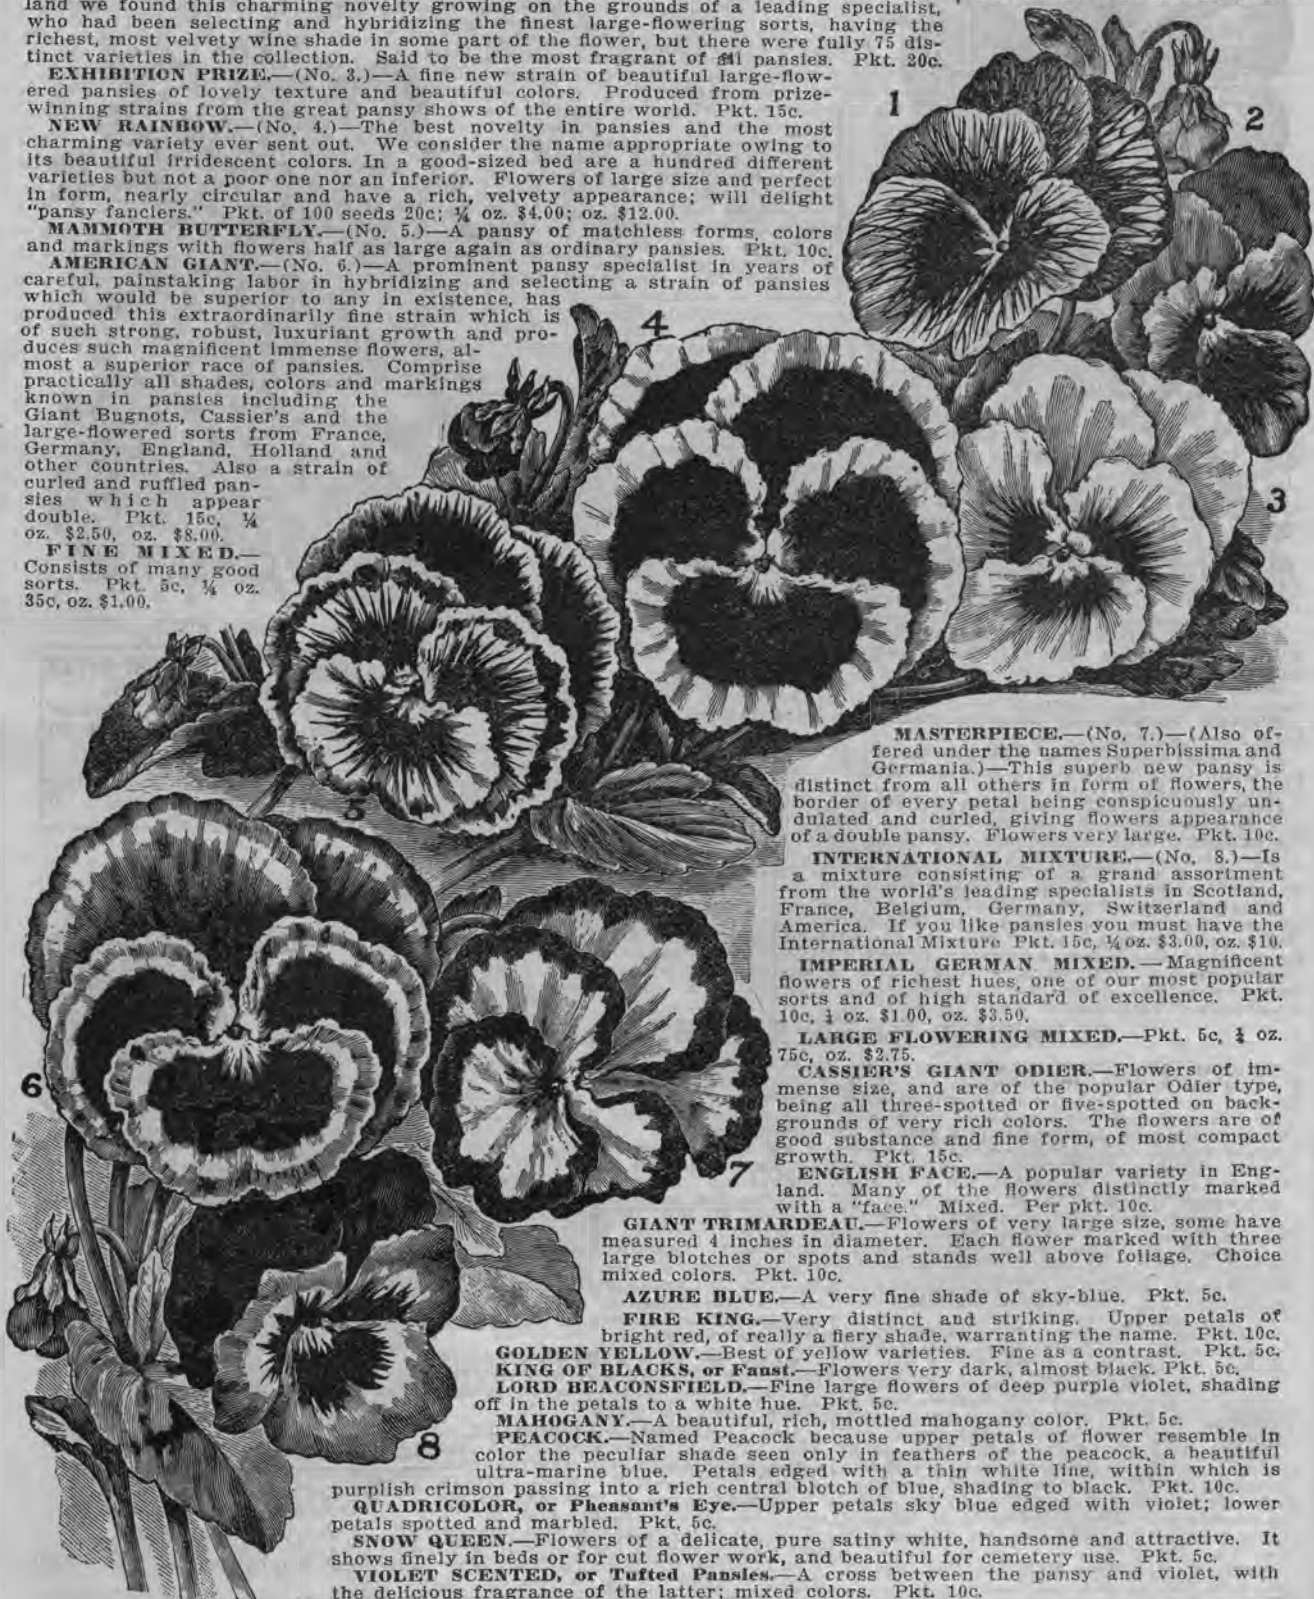 land we found this charming novelty growing on the grounds of a leading specialist,
who had been selecting and hybridizing the finest large-flowering sorts, having the
richest, most velvety wine shade in some part of the flower, but there were fully 75 dis-
tinct varieties in the collection. Said to be the most fragrant of all pansies. Pkt. 20c.
EXHIBITION PRIZE.—(No. 3.)—A fine new strain of beautiful large-flow-
ered pansies of lovely texture and beautiful colors. Produced from prize-
winning strains from the great pansy shows of the entire world. Pkt. 15c.
NEW RAINBOW.—(No. 4.)—The best novelty in pansies and the most
charming variety ever sent out. We consider the name appropriate owing to
its beautiful irridescent colors. In a good-sized bed are a hundred different
varieties but not a poor one nor an inferior. Flowers of large size and perfect
in form, nearly circular and have a rich, velvety appearance; will delight
"pansy fanciers." Pkt. of 100 seeds 20c; ¼ oz. $4.00; oz. $12.00.
MAMMOTH BUTTERFLY.—(No. 5.)—A pansy of matchless forms, colors
and markings with flowers half as large again as ordinary pansies. Pkt. 10c.
AMERICAN GIANT.—(No. 6.)—A prominent pansy specialist in years of
careful, painstaking labor in hybridizing and selecting a strain of pansies
which would be superior to any in existence, has
produced this extraordinarily fine strain which is
of such strong, robust, luxuriant growth and pro-
duces such magnificent immense flowers, al-
most a superior race of pansies. Comprise
practically all shades, colors and markings
known in pansies including the
Giant Bugnots, Cassier's and the
large-flowered sorts from France,
Germany, England, Holland and
other countries. Also a strain of
curled and ruffled pan-
sies which appear
double. Pkt. 15c, ¼
oz. $2.50, oz. $8.00.
FINE MIXED.—
Consists of many good
sorts. Pkt. 5c, ¼ oz.
35c, oz. $1.00.
1
2
4
3
5
MASTERPIECE.—(No. 7.)—(Also of-
fered under the names Superbissima and
Germania.)—This superb new pansy is
distinct from all others in form of flowers, the
border of every petal being conspicuously un-
dulated and curled, giving flowers appearance
of a double pansy. Flowers very large. Pkt. 10c.
INTERNATIONAL MIXTURE.—(No. 8.)—Is
a mixture consisting of a grand assortment
from the world's leading specialists in Scotland,
France, Belgium, Germany, Switzerland and
America. If you like pansies you must have the
International Mixture Pkt. 15c, ¼ oz. $3.00, oz. $10.
IMPERIAL GERMAN MIXED.—Magnificent
flowers of richest hues, one of our most popular
sorts and of high standard of excellence. Pkt.
10c, ¼ oz. $1.00, oz. $3.50.
LARGE FLOWERING MIXED.—Pkt. 5c, ¼ oz.
75c, oz. $2.75.
CASSIER'S GIANT ODIER.—Flowers of im-
mense size, and are of the popular Odier type,
being all three-spotted or five-spotted on back-
grounds of very rich colors. The flowers are of
good substance and fine form, of most compact
growth. Pkt. 15c.
ENGLISH FACE.—A popular variety in Eng-
land. Many of the flowers distinctly marked
with a "face." Mixed. Per pkt. 10c.
GIANT TRIMARDEAU.—Flowers of very large size, some have
measured 4 inches in diameter. Each flower marked with three
large blotches or spots and stands well above foliage. Choice
mixed colors. Pkt. 10c.
AZURE BLUE.—A very fine shade of sky-blue. Pkt. 5c.
FIRE KING.—Very distinct and striking. Upper petals of
bright red, of really a fiery shade, warranting the name. Pkt. 10c.
GOLDEN YELLOW.—Best of yellow varieties. Fine as a contrast. Pkt. 5c.
KING OF BLACKS, or Faust.—Flowers very dark, almost black. Pkt. 5c.
LORD BEACONSFIELD.—Fine large flowers of deep purple violet, shading
off in the petals to a white hue. Pkt. 5c.
MAHOGANY.—A beautiful, rich, mottled mahogany color. Pkt. 5c.
PEACOCK.—Named Peacock because upper petals of flower resemble in
color the peculiar shade seen only in feathers of the peacock, a beautiful
ultra-marine blue. Petals edged with a thin white line, within which is
purplish crimson passing into a rich central blotch of blue, shading to black. Pkt. 10c.
QUADRICOLOR, or Pheasant's Eye.—Upper petals sky blue edged with violet; lower
petals spotted and marbled. Pkt. 5c.
SNOW QUEEN.—Flowers of a delicate, pure satiny white, handsome and attractive. It
shows finely in beds or for cut flower work, and beautiful for cemetery use. Pkt. 5c.
VIOLET SCENTED, or Tufted Pansies.—A cross between the pansy and violet, with
the delicious fragrance of the latter; mixed colors. Pkt. 10c.
6
7
8